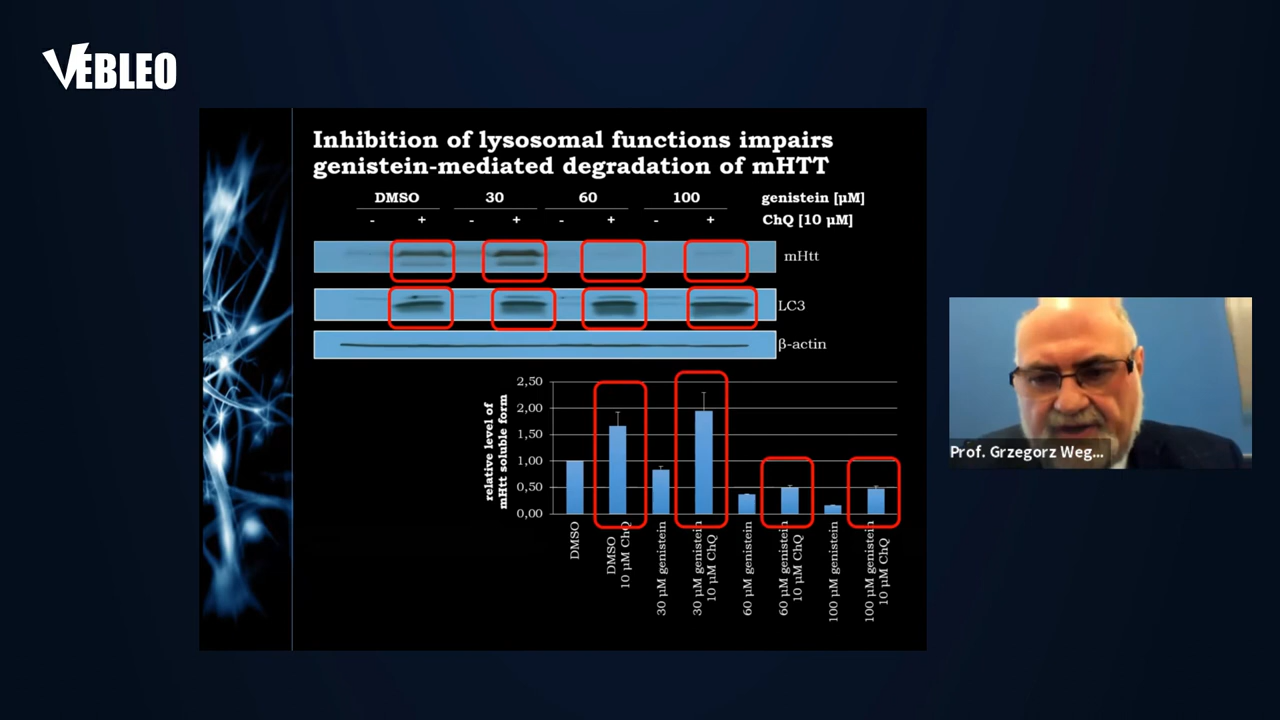 VEBLEO
Inhibition of lysosomal functions impairs
genistein-mediated degradation of mHTT
DMSO 30 60 100 genistein [µM]
- + - + - + - + ChQ [10 µM]
mHtt
LC3
β-actin
relative level of
mHtt soluble form
2,50
2,00
1,50
1,00
0,50
0,00
DMSO
DMSO
10 µM ChQ
30 µM genistein
30 µM genistein
10 µM ChQ
60 µM genistein
60 µM genistein
10 µM ChQ
100 µM genistein
100 µM genistein
10 µM ChQ
Prof. Grzegorz Weg...